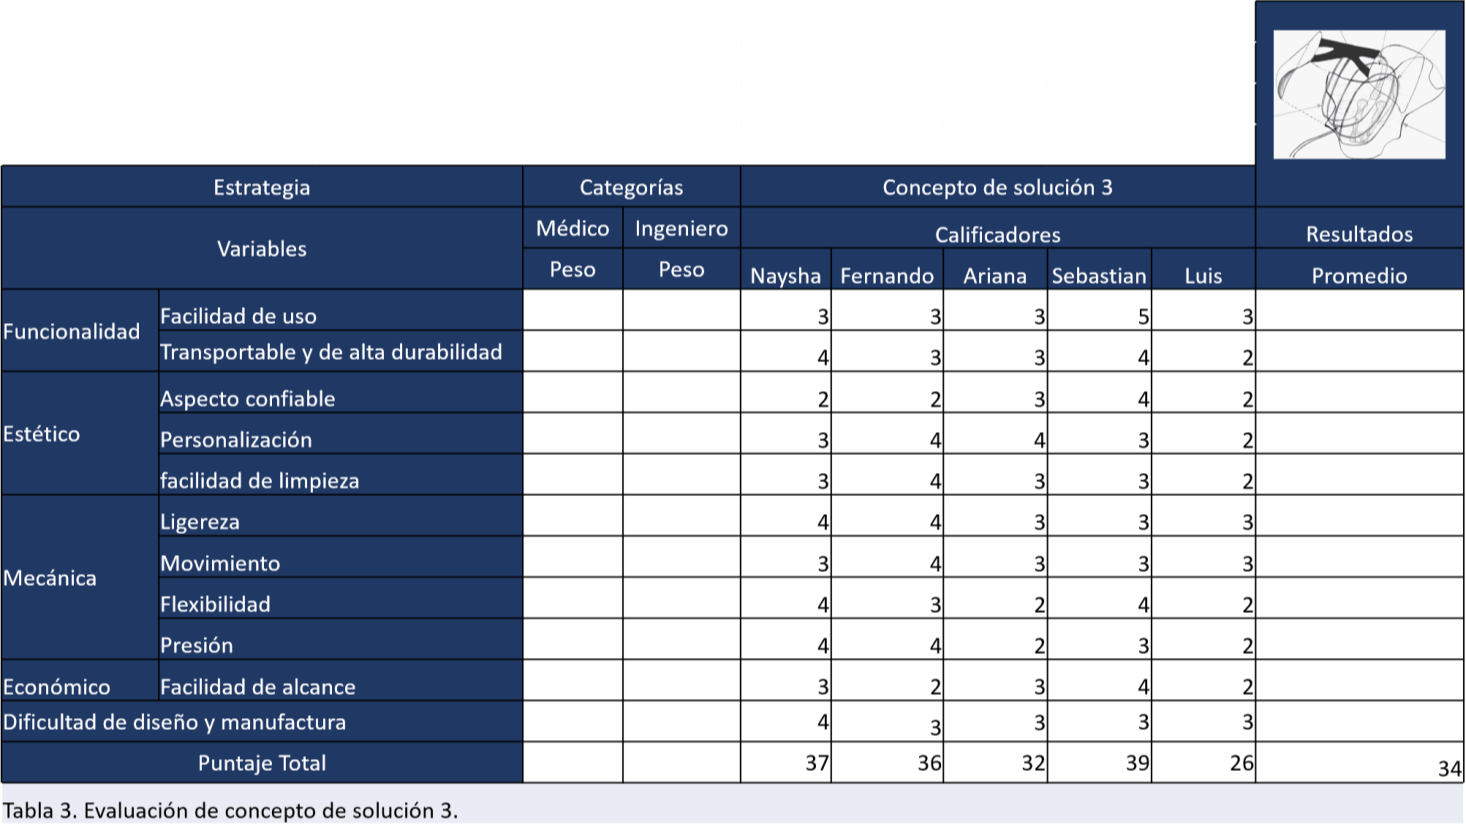 Estrategia Categorías Concepto de solución 3
Variables Médico Ingeniero Calificadores Resultados
Peso Peso Naysha Fernando Ariana Sebastian Luis Promedio
Funcionalidad Facilidad de uso 3 3 3 5 3
Transportable y de alta durabilidad 4 3 3 4 2
Estético Aspecto confiable 2 2 3 4 2
Personalización 3 4 4 3 2
facilidad de limpieza 3 4 3 3 2
Mecánica Ligereza 4 4 3 3 3
Movimiento 3 4 3 3 3
Flexibilidad 4 3 2 4 2
Presión 4 4 2 3 2
Económico Facilidad de alcance 3 2 3 4 2
Dificultad de diseño y manufactura 4 3 3 3 3
Puntaje Total 37 36 32 39 26 34
Tabla 3. Evaluación de concepto de solución 3.